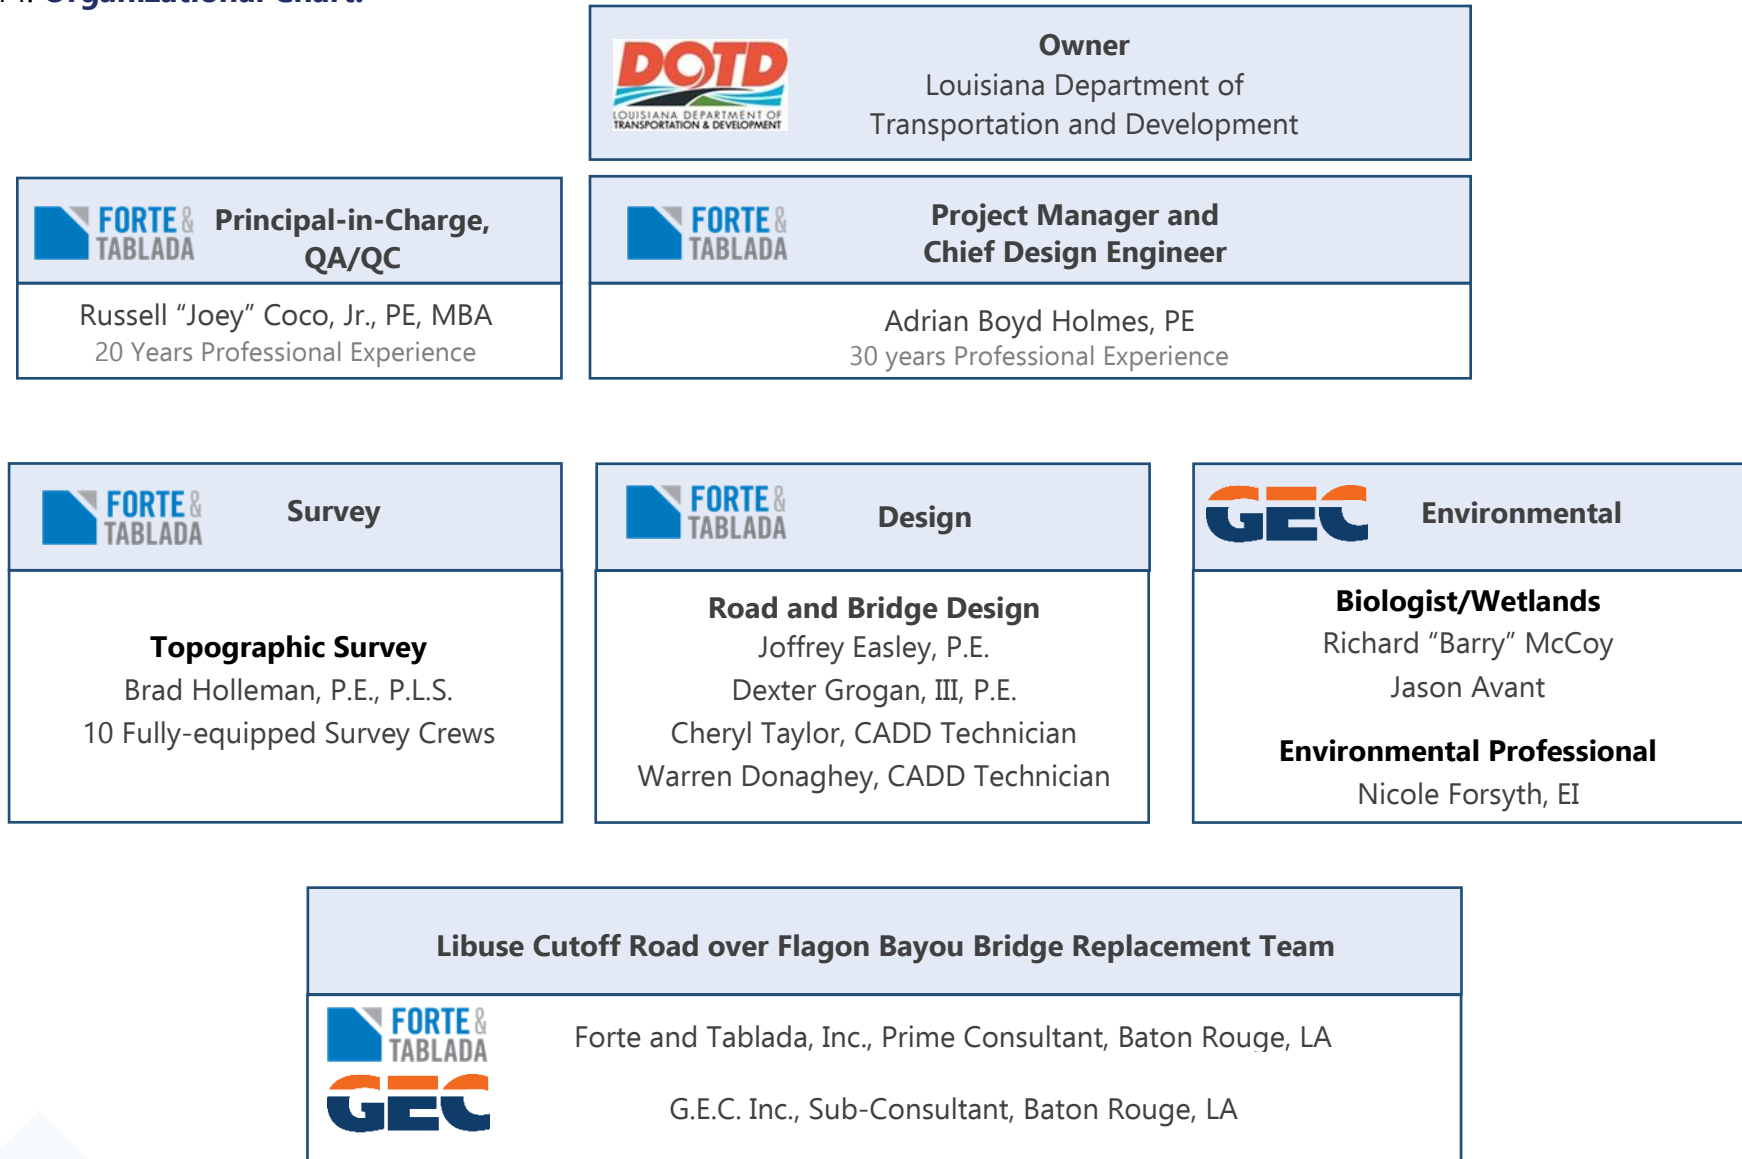 14. Organizational Chart:
DOTD
LOUISIANA DEPARTMENT OF
TRANSPORTATION & DEVELOPMENT
Owner
Louisiana Department of
Transportation and Development
FORTE &
TABLADA
Principal-in-Charge,
QA/QC
Russell “Joey” Coco, Jr., PE, MBA
20 Years Professional Experience
FORTE &
TABLADA
Project Manager and
Chief Design Engineer
Adrian Boyd Holmes, PE
30 years Professional Experience
FORTE &
TABLADA
Survey
Topographic Survey
Brad Holleman, P.E., P.L.S.
10 Fully-equipped Survey Crews
FORTE &
TABLADA
Design
Road and Bridge Design
Joffrey Easley, P.E.
Dexter Grogan, III, P.E.
Cheryl Taylor, CADD Technician
Warren Donaghey, CADD Technician
GEC
Environmental
Biologist/Wetlands
Richard “Barry” McCoy
Jason Avant
Environmental Professional
Nicole Forsyth, EI
Libuse Cutoff Road over Flagon Bayou Bridge Replacement Team
FORTE &
TABLADA
Forte and Tablada, Inc., Prime Consultant, Baton Rouge, LA
GEC
G.E.C. Inc., Sub-Consultant, Baton Rouge, LA